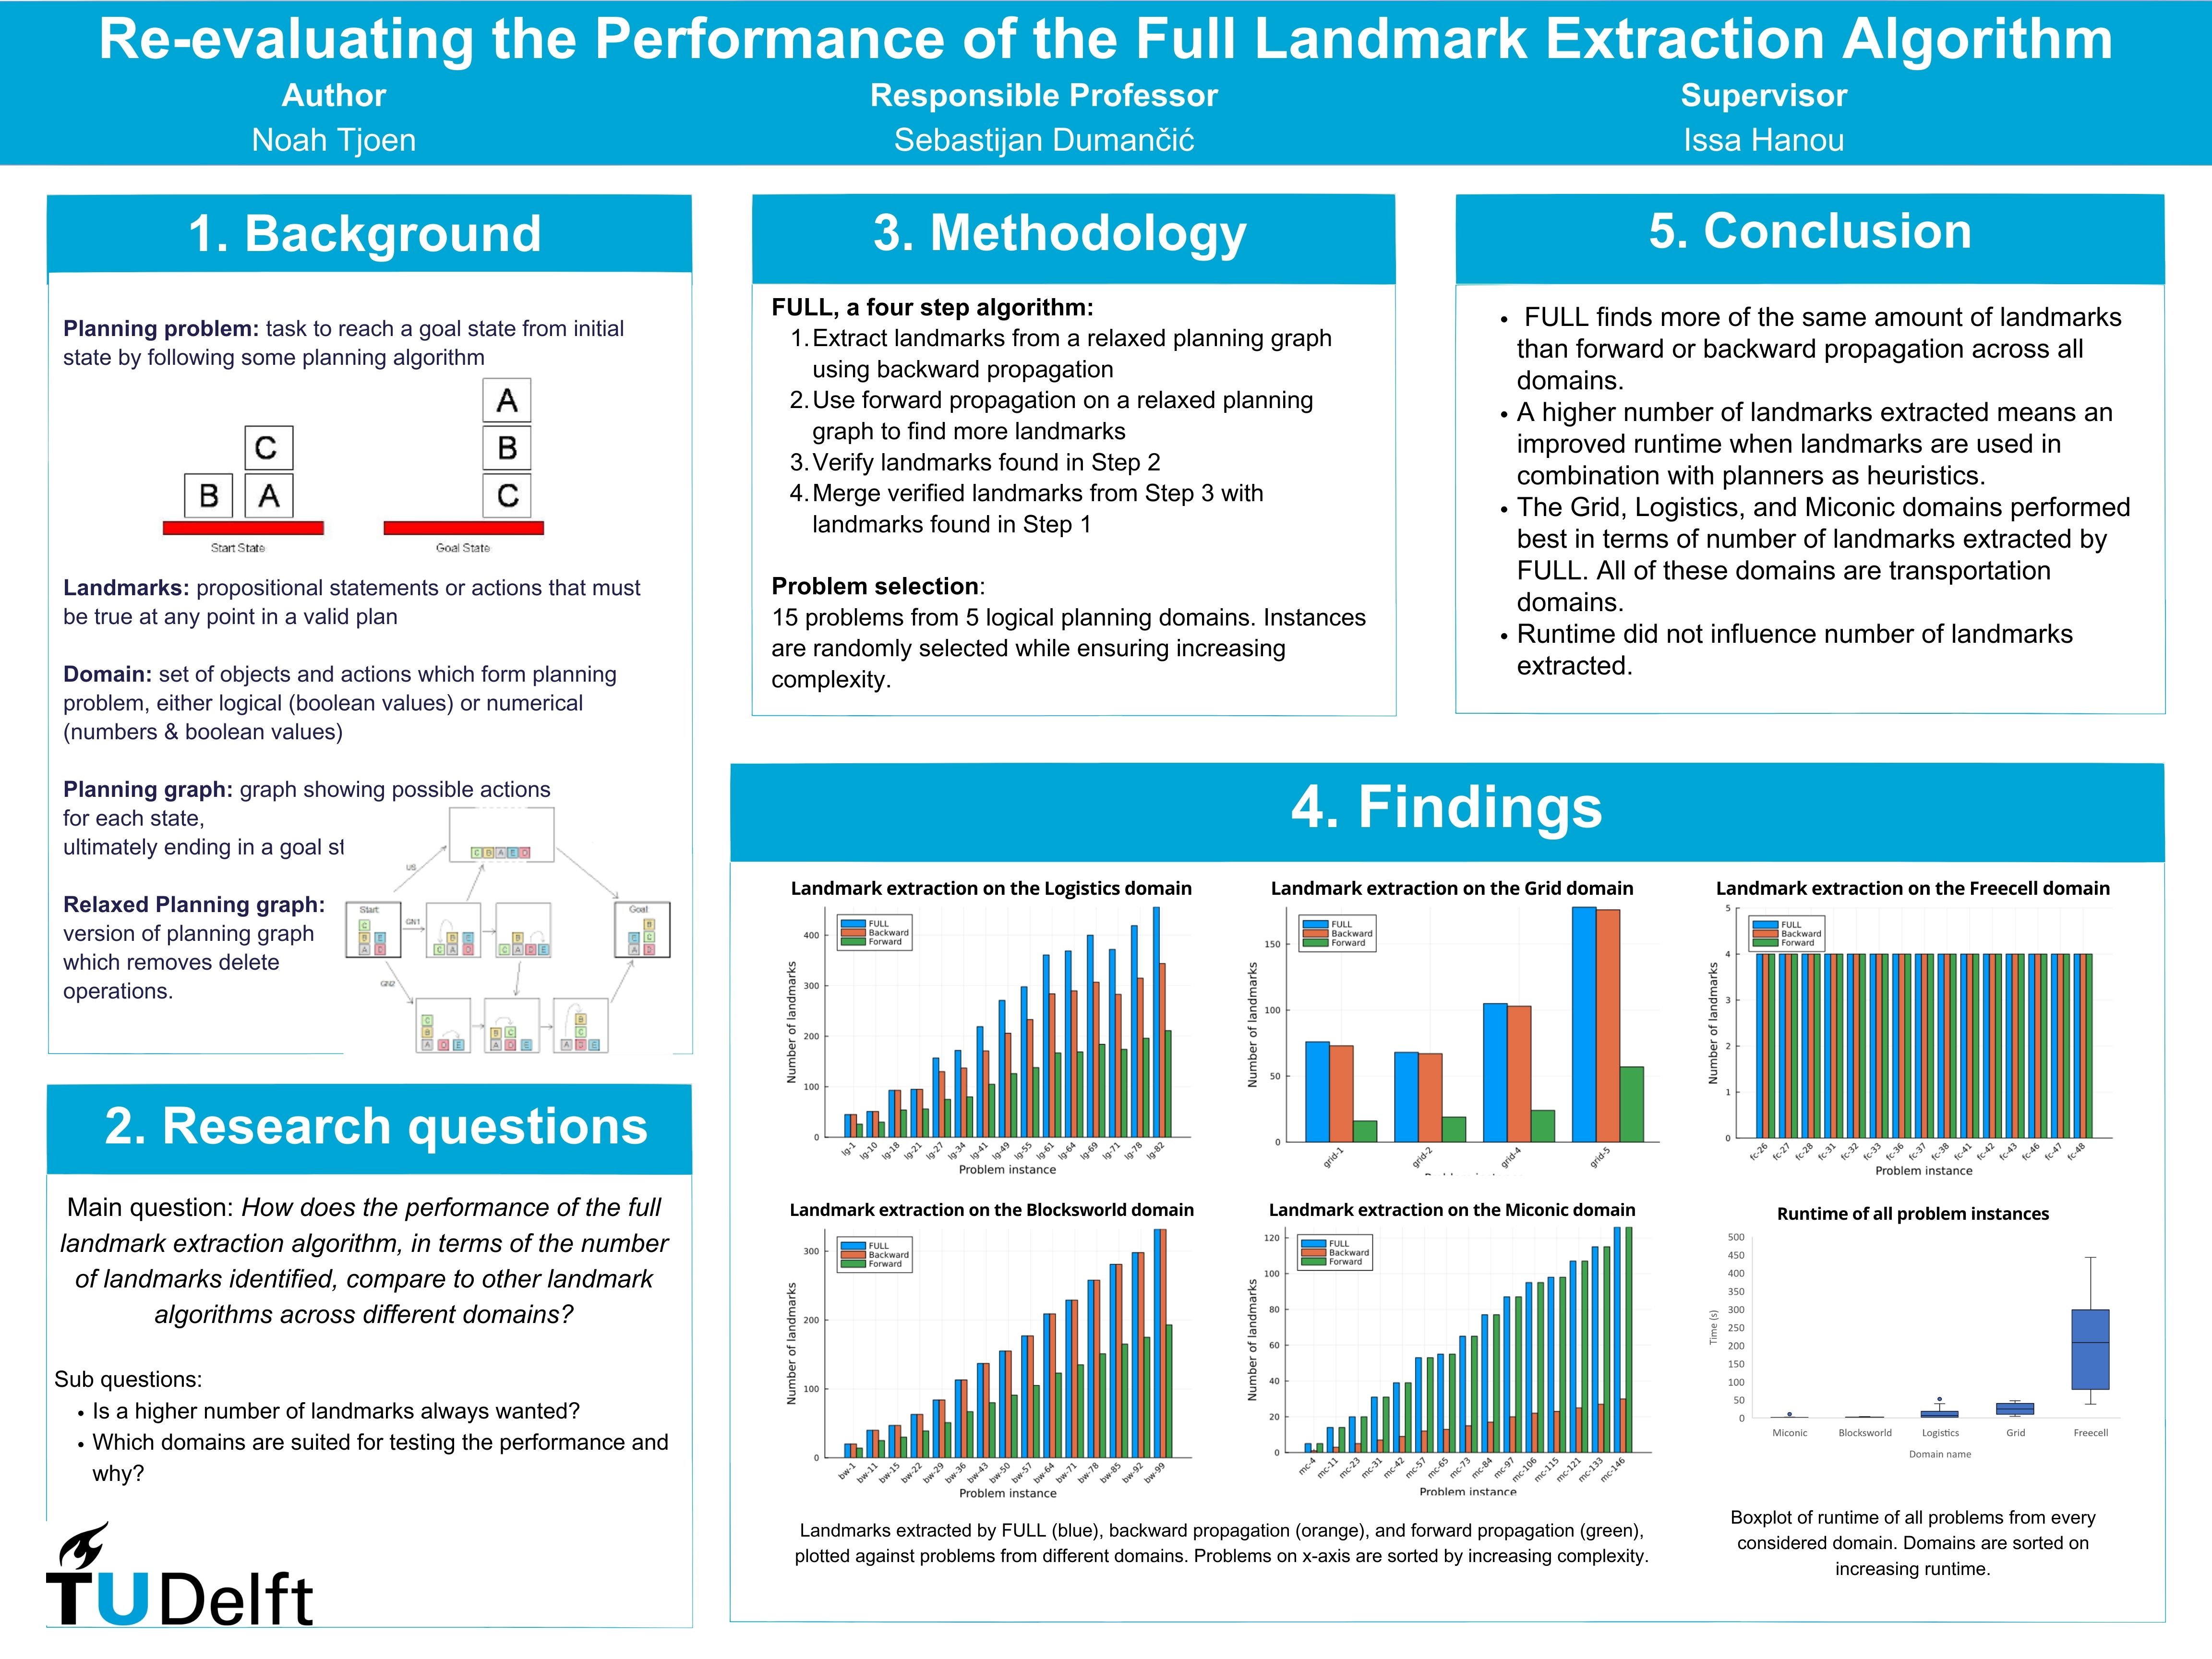 Re-evaluating the Performance of the Full Landmark Extraction Algorithm
Author
Noah Tjoen
Responsible Professor
Sebastijan Dumančić
Supervisor
Issa Hanou
1. Background
Planning problem: task to reach a goal state from initial
state by following some planning algorithm
C
B A
Start State
A
B
C
Goal State
Landmarks: propositional statements or actions that must
be true at any point in a valid plan
Domain: set of objects and actions which form planning
problem, either logical (boolean values) or numerical
(numbers & boolean values)
Planning graph: graph showing possible actions
for each state,
ultimately ending in a goal st
Relaxed Planning graph:
version of planning graph
which removes delete
operations.
C B A E D
US
Start
GN1
Goal
GN2
2. Research questions
Main question: How does the performance of the full
landmark extraction algorithm, in terms of the number
of landmarks identified, compare to other landmark
algorithms across different domains?
Sub questions:
• Is a higher number of landmarks always wanted?
• Which domains are suited for testing the performance and
why?
TU Delft
3. Methodology
FULL, a four step algorithm:
1. Extract landmarks from a relaxed planning graph
using backward propagation
2. Use forward propagation on a relaxed planning
graph to find more landmarks
3. Verify landmarks found in Step 2
4. Merge verified landmarks from Step 3 with
landmarks found in Step 1
Problem selection:
15 problems from 5 logical planning domains. Instances
are randomly selected while ensuring increasing
complexity.
5. Conclusion
• FULL finds more of the same amount of landmarks
than forward or backward propagation across all
domains.
• A higher number of landmarks extracted means an
improved runtime when landmarks are used in
combination with planners as heuristics.
• The Grid, Logistics, and Miconic domains performed
best in terms of number of landmarks extracted by
FULL. All of these domains are transportation
domains.
• Runtime did not influence number of landmarks
extracted.
4. Findings
Landmark extraction on the Logistics domain
FULL
Backward
Forward
Number of landmarks
400
300
200
100
0
lg-1 lg-10 lg-18 lg-21 lg-27 lg-34 lg-41 lg-49 lg-55 lg-61 lg-64 lg-69 lg-71 lg-78 lg-82
Problem instance
Landmark extraction on the Grid domain
FULL
Backward
Forward
Number of landmarks
150
100
50
0
grid-1 grid-2 grid-4 grid-5
Landmark extraction on the Freecell domain
FULL
Backward
Forward
Number of landmarks
5
4
3
2
1
0
fc-26 fc-27 fc-28 fc-31 fc-32 fc-33 fc-36 fc-37 fc-38 fc-41 fc-42 fc-43 fc-46 fc-47 fc-48
Problem instance
Landmark extraction on the Blocksworld domain
FULL
Backward
Forward
Number of landmarks
300
200
100
0
bw-1 bw-11 bw-15 bw-22 bw-29 bw-36 bw-43 bw-50 bw-57 bw-64 bw-71 bw-78 bw-85 bw-92 bw-99
Problem instance
Landmark extraction on the Miconic domain
FULL
Backward
Forward
Number of landmarks
120
100
80
60
40
20
0
mc-4 mc-11 mc-23 mc-31 mc-42 mc-57 mc-65 mc-73 mc-84 mc-97 mc-106 mc-115 mc-121 mc-133 mc-146
Problem instance
Runtime of all problem instances
Time (s)
500
450
400
350
300
250
200
150
100
50
0
Miconic Blocksworld Logistics Grid Freecell
Domain name
Landmarks extracted by FULL (blue), backward propagation (orange), and forward propagation (green),
plotted against problems from different domains. Problems on x-axis are sorted by increasing complexity.
Boxplot of runtime of all problems from every
considered domain. Domains are sorted on
increasing runtime.